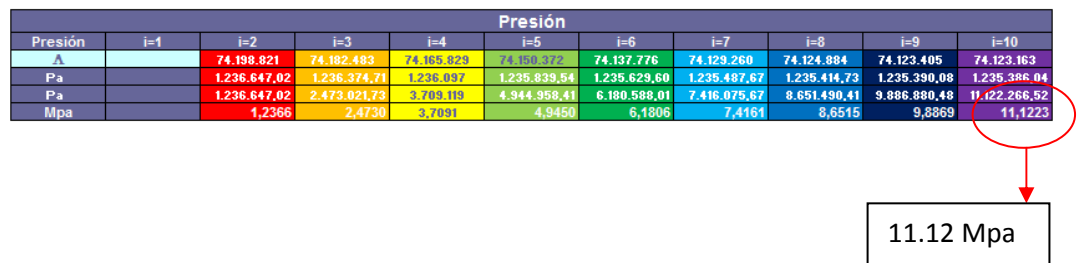 Presión
Presión i=1 i=2 i=3 i=4 i=5 i=6 i=7 i=8 i=9 i=10
Λ 74.198.821 74.182.483 74.165.829 74.150.372 74.137.776 74.129.260 74.124.884 74.123.405 74.123.163
Pa 1.236.647,02 1.236.374,71 1.236.097 1.235.839,54 1.235.629,60 1.235.487,67 1.235.414,73 1.235.390,08 1.235.386,04
Pa 1.236.647,02 2.473.021,73 3.709.119 4.944.958,41 6.180.588,01 7.416.075,67 8.651.490,41 9.886.880,48 11.122.266,52
Mpa 1,2366 2,4730 3,7091 4,9450 6,1806 7,4161 8,6515 9,8869 11,1223
11.12 Mpa